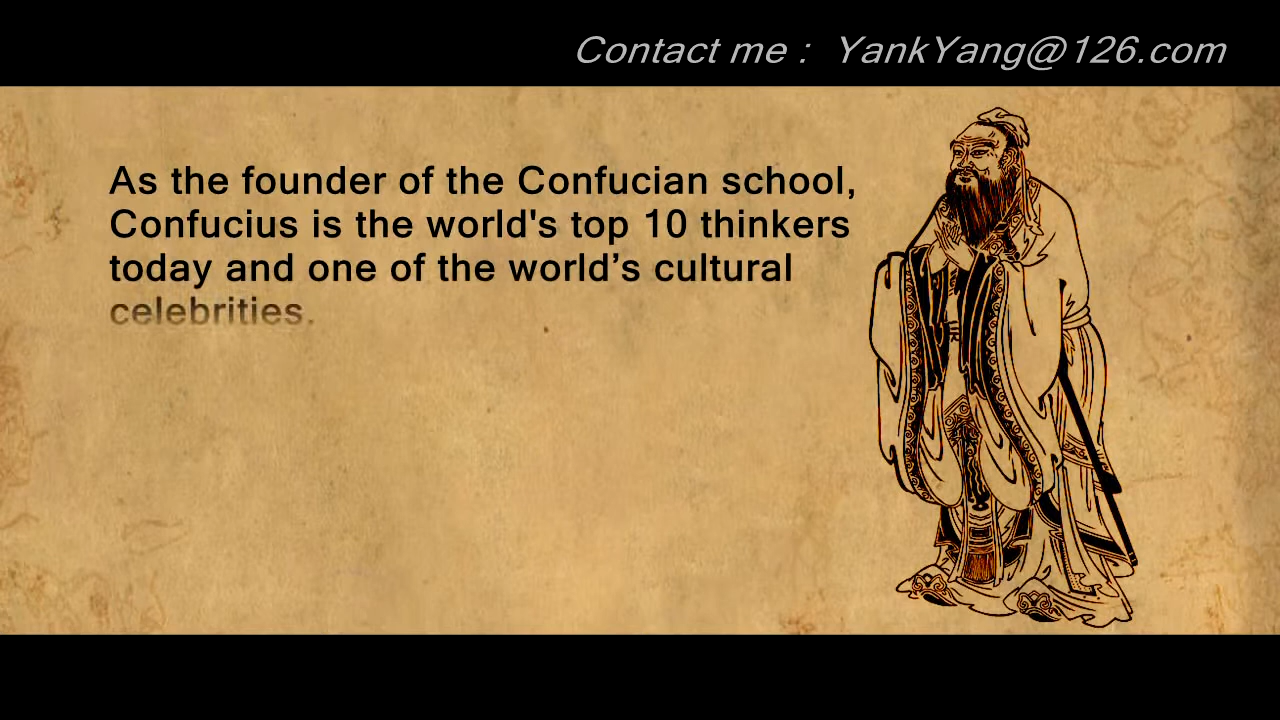 Contact me : YankYang@126.com
As the founder of the Confucian school,
Confucius is the world's top 10 thinkers
today and one of the world’s cultural
celebrities.